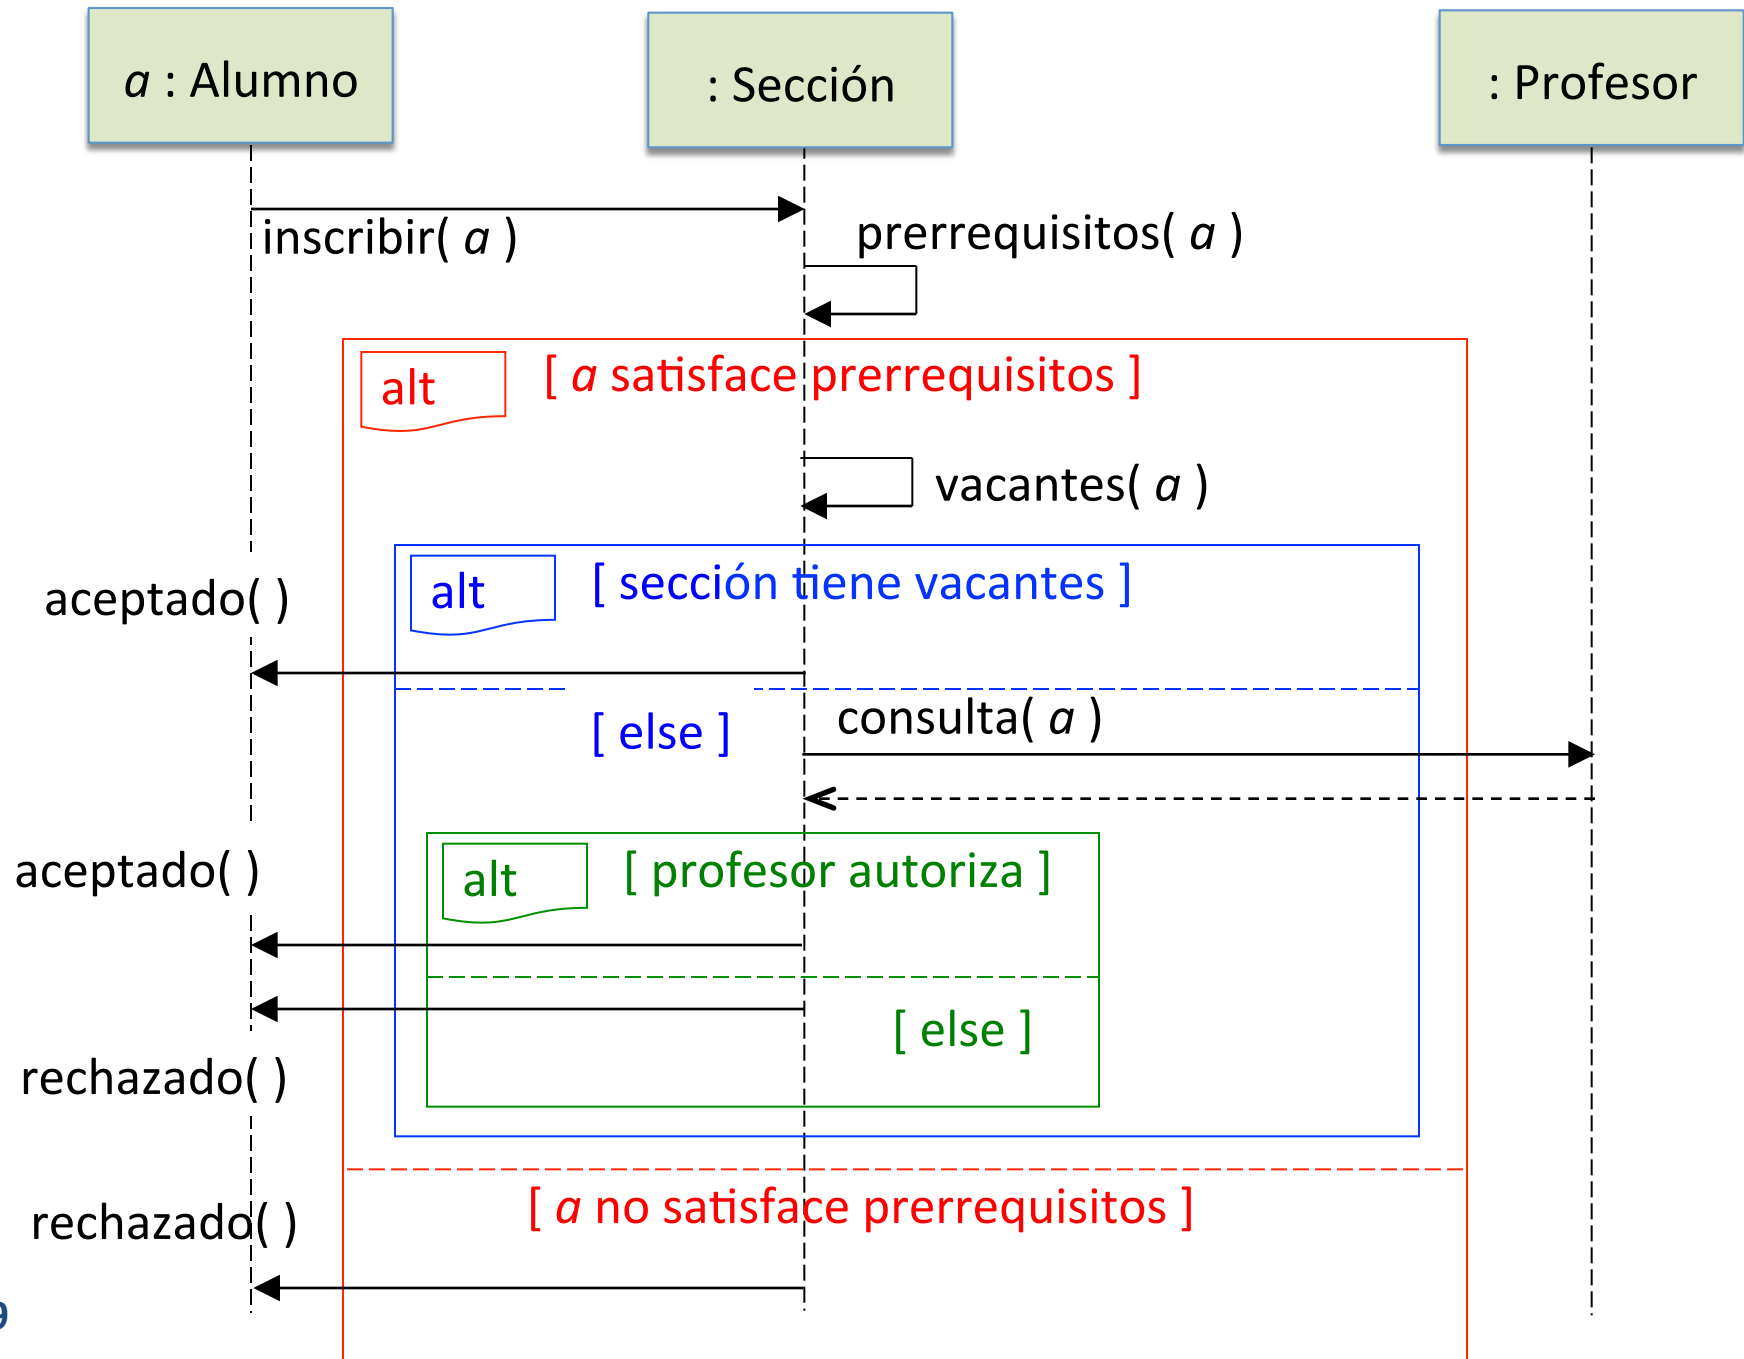 a : Alumno
: Sección
: Profesor
inscribir( a )
prerrequisitos( a )
alt
[ a satisface prerrequisitos ]
vacantes( a )
alt
[ sección tiene vacantes ]
aceptado( )
[ else ]
consulta( a )
aceptado( )
alt
[ profesor autoriza ]
[ else ]
rechazado( )
[ a no satisface prerrequisitos ]
rechazado( )
9